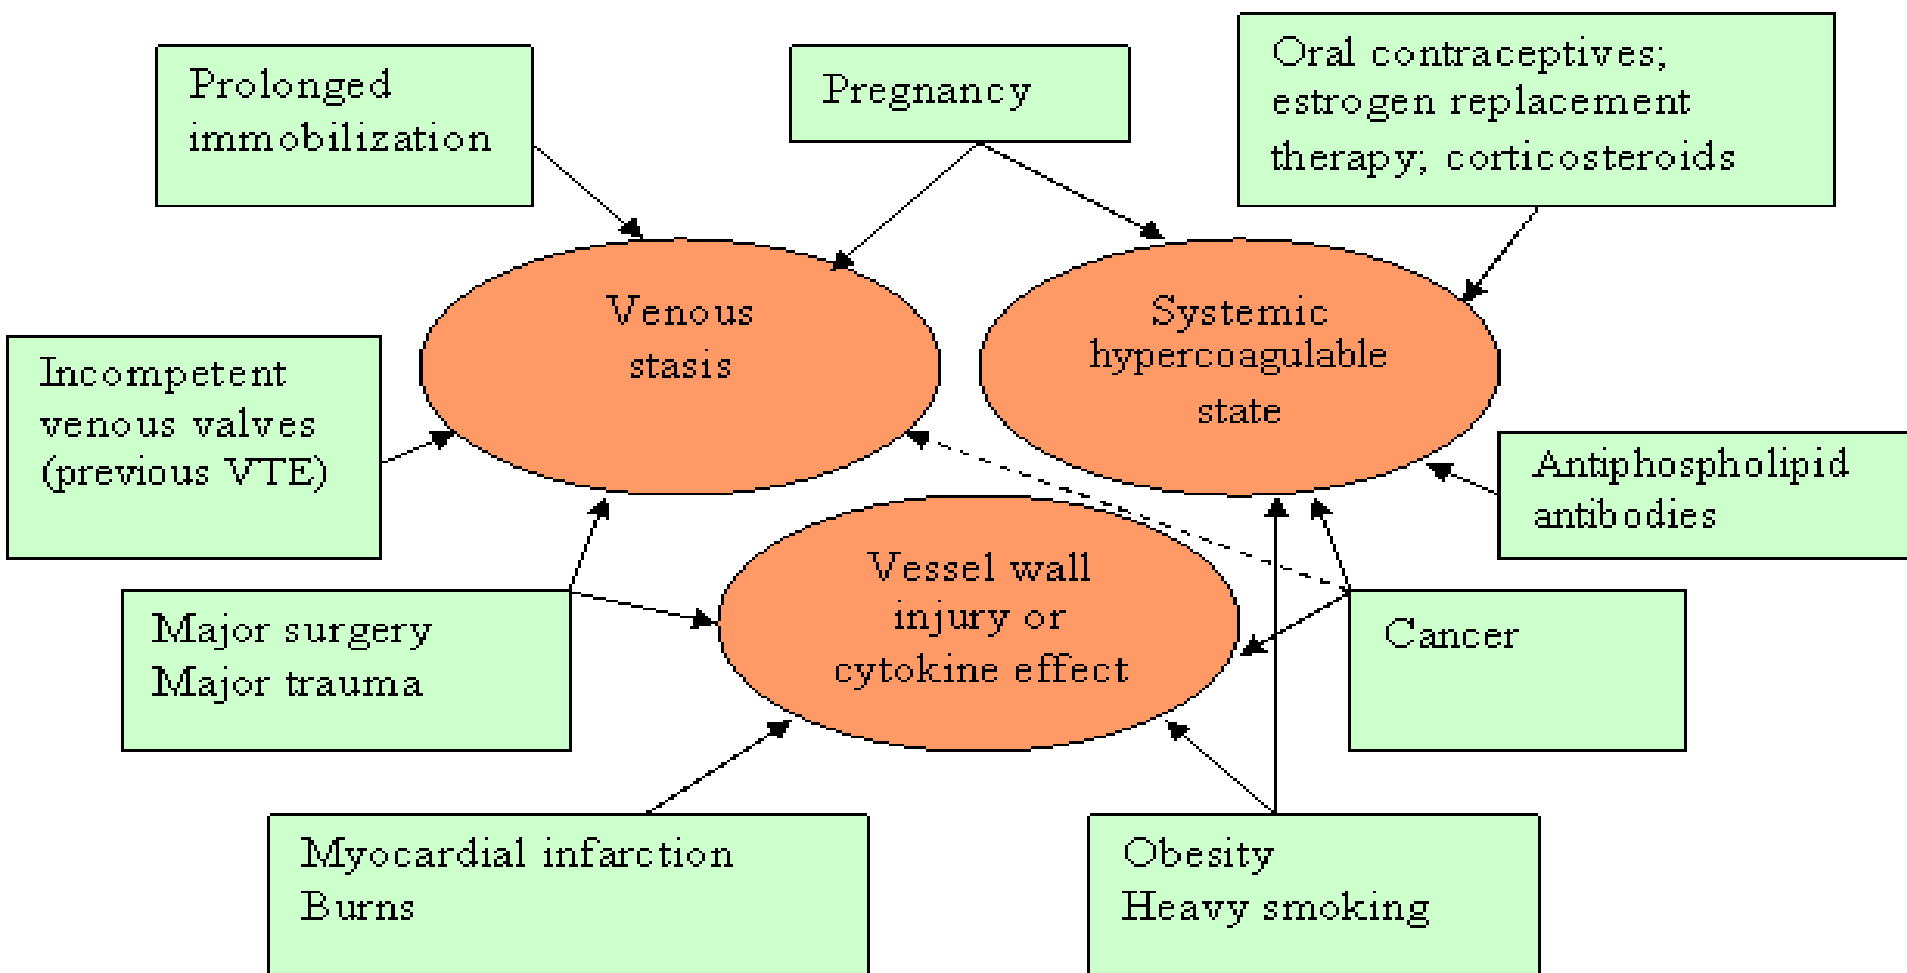 Prolonged
immobilization
Pregnancy
Oral contraceptives;
estrogen replacement
therapy; corticosteroids
Venous
stasis
Systemic
hypercoagulable
state
Incompetent
venous valves
(previous VTE)
Antiphospholipid
antibodies
Vessel wall
injury or
cytokine effect
Major surgery
Major trauma
Cancer
Myocardial infarction
Burns
Obesity
Heavy smoking